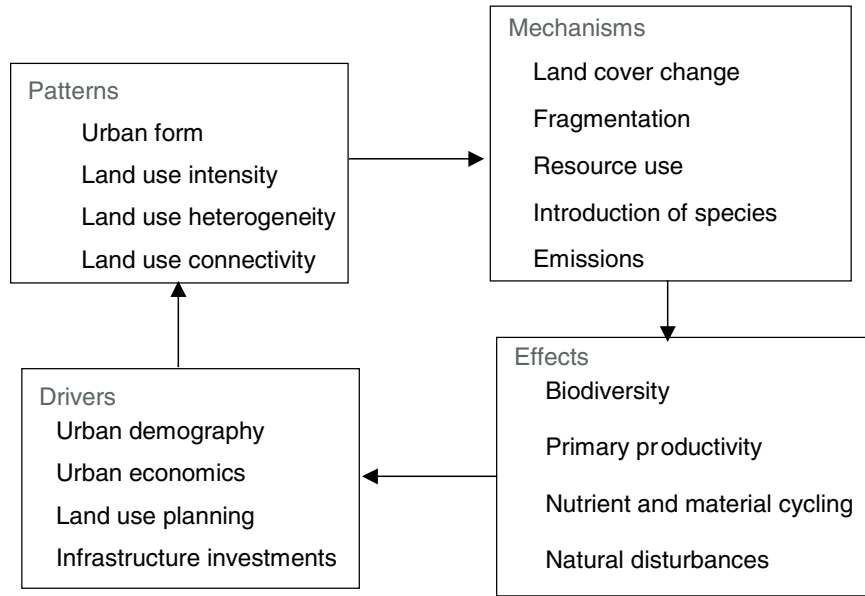 Patterns
Urban form
Land use intensity
Land use heterogeneity
Land use connectivity
Mechanisms
Land cover change
Fragmentation
Resource use
Introduction of species
Emissions
Drivers
Urban demography
Urban economics
Land use planning
Infrastructure investments
Effects
Biodiversity
Primary productivity
Nutrient and material cycling
Natural disturbances